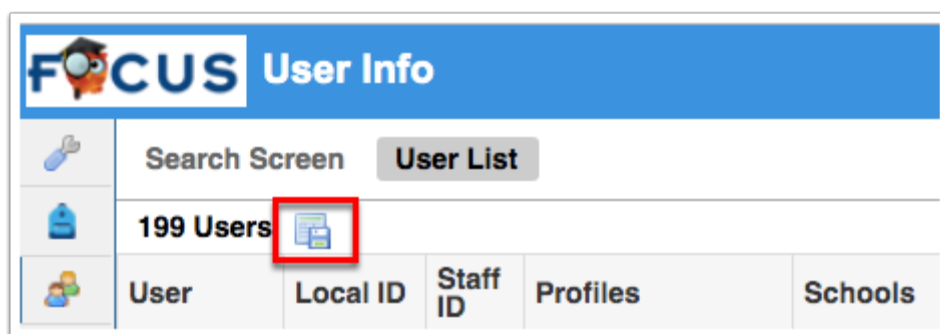 FOCUS User Info
Search Screen User List
199 Users
User Local ID Staff ID Profiles Schools